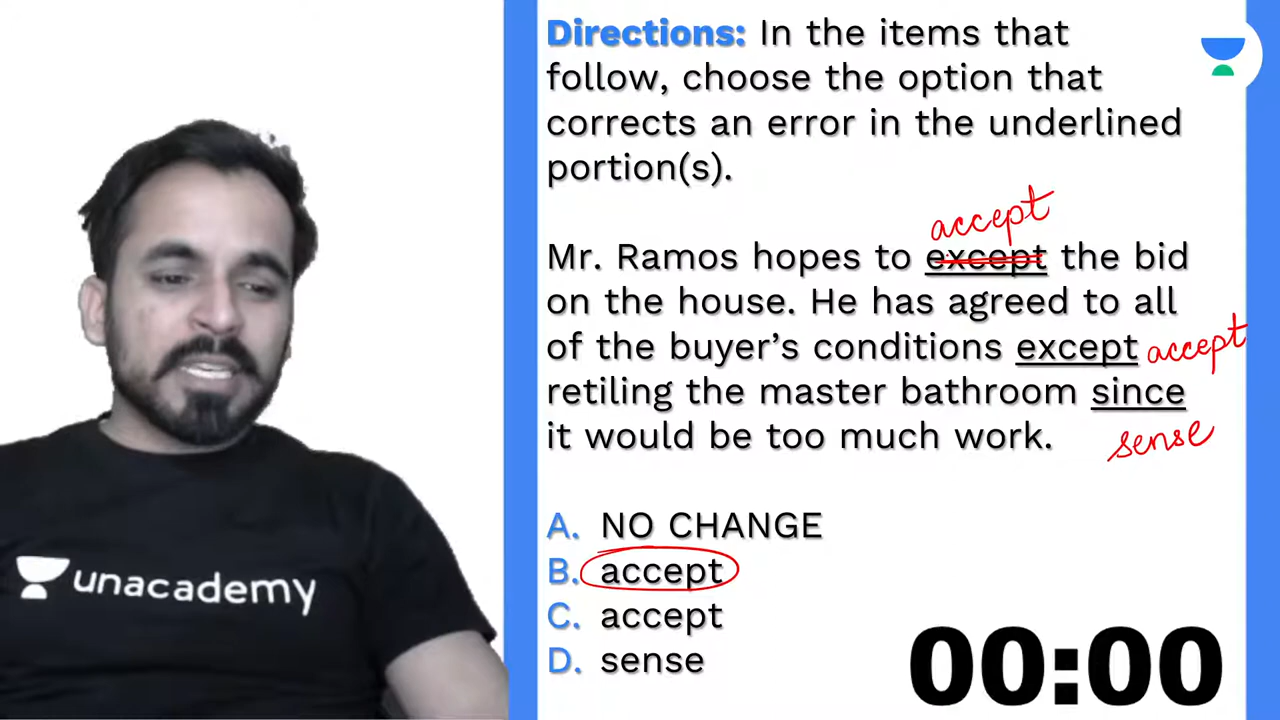 Directions: In the items that
follow, choose the option that
corrects an error in the underlined
portion(s).
accept
Mr. Ramos hopes to except the bid
on the house. He has agreed to all
of the buyer's conditions except accept
retiling the master bathroom since
it would be too much work. sense
A. NO CHANGE
B. accept
C. accept
D. sense
00:00
unacademy